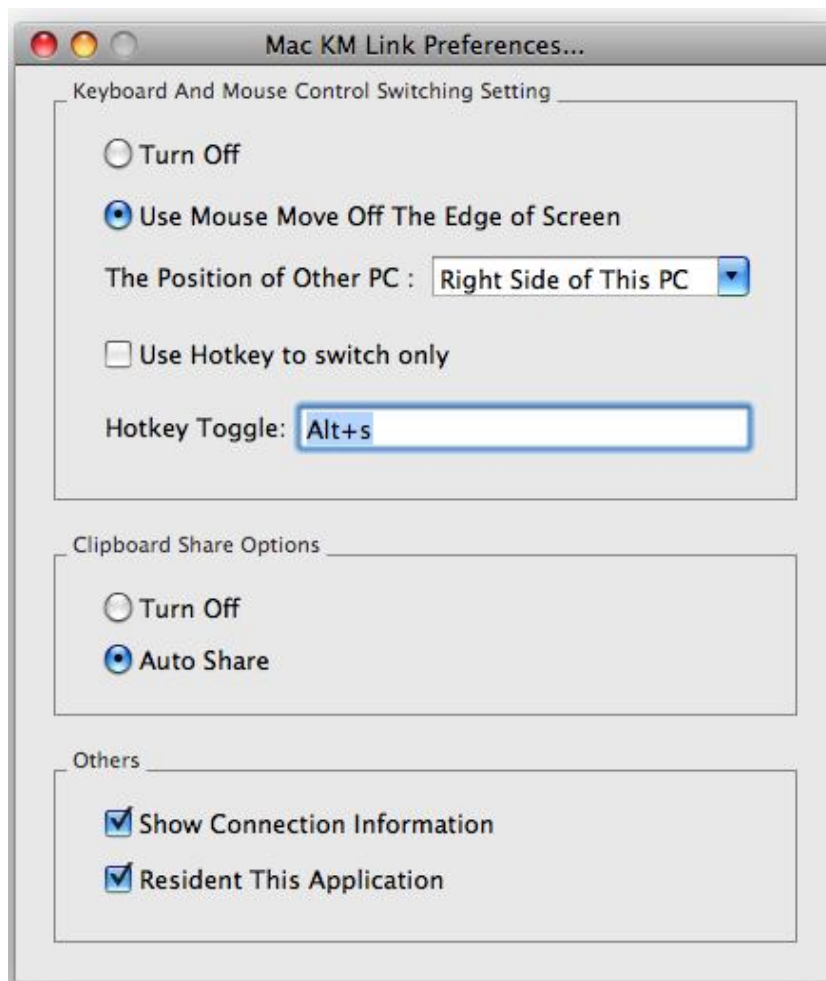 Mac KM Link Preferences...
Keyboard And Mouse Control Switching Setting
Turn Off
Use Mouse Move Off The Edge of Screen
The Position of Other PC : Right Side of This PC
Use Hotkey to switch only
Hotkey Toggle: Alt+s
Clipboard Share Options
Turn Off
Auto Share
Others
Show Connection Information
Resident This Application